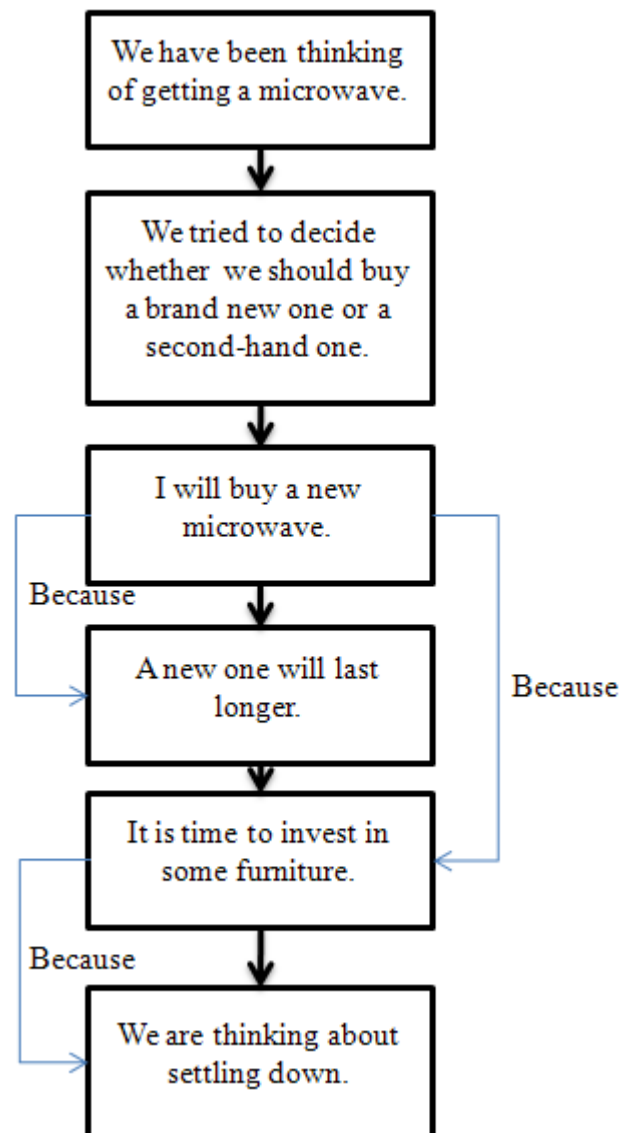 We have been thinking
of getting a microwave.
We tried to decide
whether we should buy
a brand new one or a
second-hand one.
I will buy a new
microwave.
Because
A new one will last
longer.
Because
It is time to invest in
some furniture.
Because
We are thinking about
settling down.